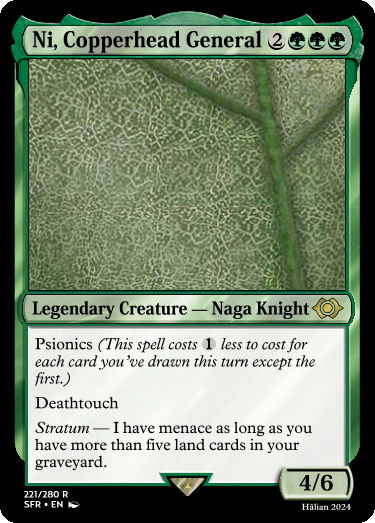 Ni, Copperhead General 2
Legendary Creature — Naga Knight
Psionics (This spell costs 1 less to cost for
each card you've drawn this turn except the
first.)
Deathtouch
Stratum — I have menace as long as you
have more than five land cards in your
graveyard.
4/6
221/280 R
SFR • EN
Hålian 2024